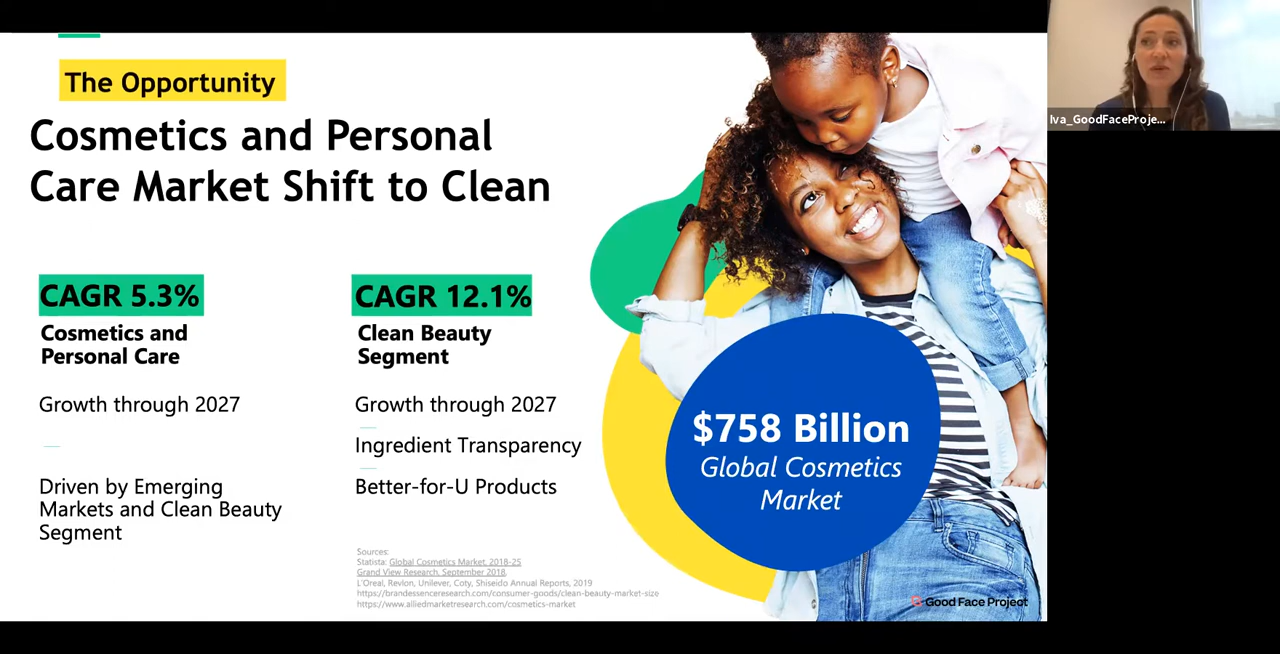 The Opportunity
Cosmetics and Personal
Care Market Shift to Clean
CAGR 5.3%
Cosmetics and
Personal Care
Growth through 2027
Driven by Emerging
Markets and Clean Beauty
Segment
CAGR 12.1%
Clean Beauty
Segment
Growth through 2027
Ingredient Transparency
Better-for-U Products
$758 Billion
Global Cosmetics
Market
Sources:
Statista: Global Cosmetics Market, 2018-25
Grand View Research, September 2018,
L'Oreal, Revlon, Unilever, Coty, Shiseido Annual Reports, 2019
https://brandessenceresearch.com/consumer-goods/clean-beauty-market-size
https://www.alliedmarketresearch.com/cosmetics-market
Good Face Project
Iva_GoodFaceProje...